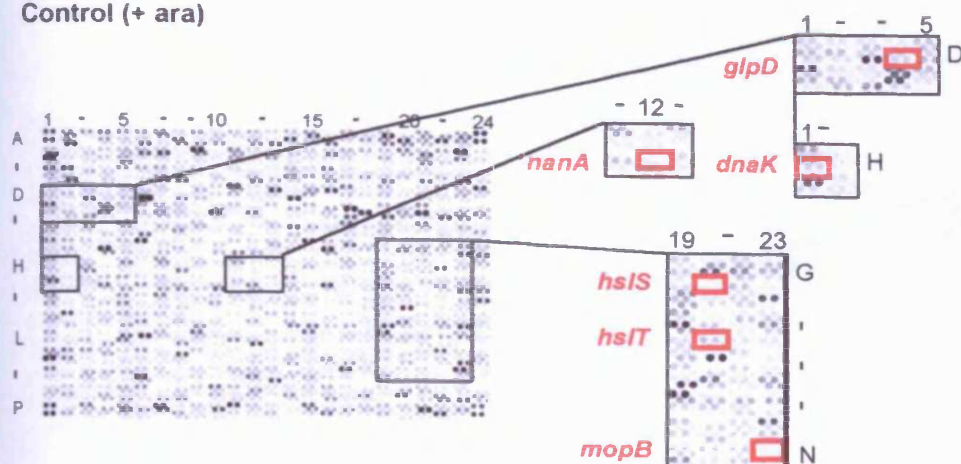 Control (+ ara)
1 - - 5
glpD
D
- 12 -
nanA
1 -
dnaK
H
1 - 5 - 10 - 15 - 20 - 24
A
-
D
-
H
-
L
-
P
19 - 23
hslS
G
-
hslT
-
-
mopB
N